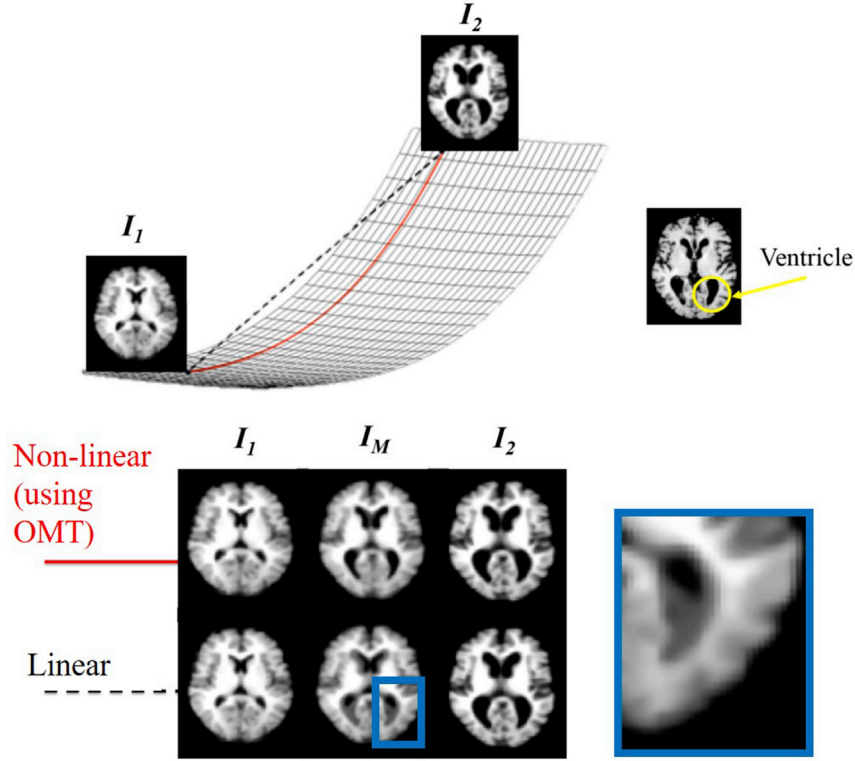 I2
I1
Ventricle
I1 IM I2
Non-linear
(using
OMT)
Linear